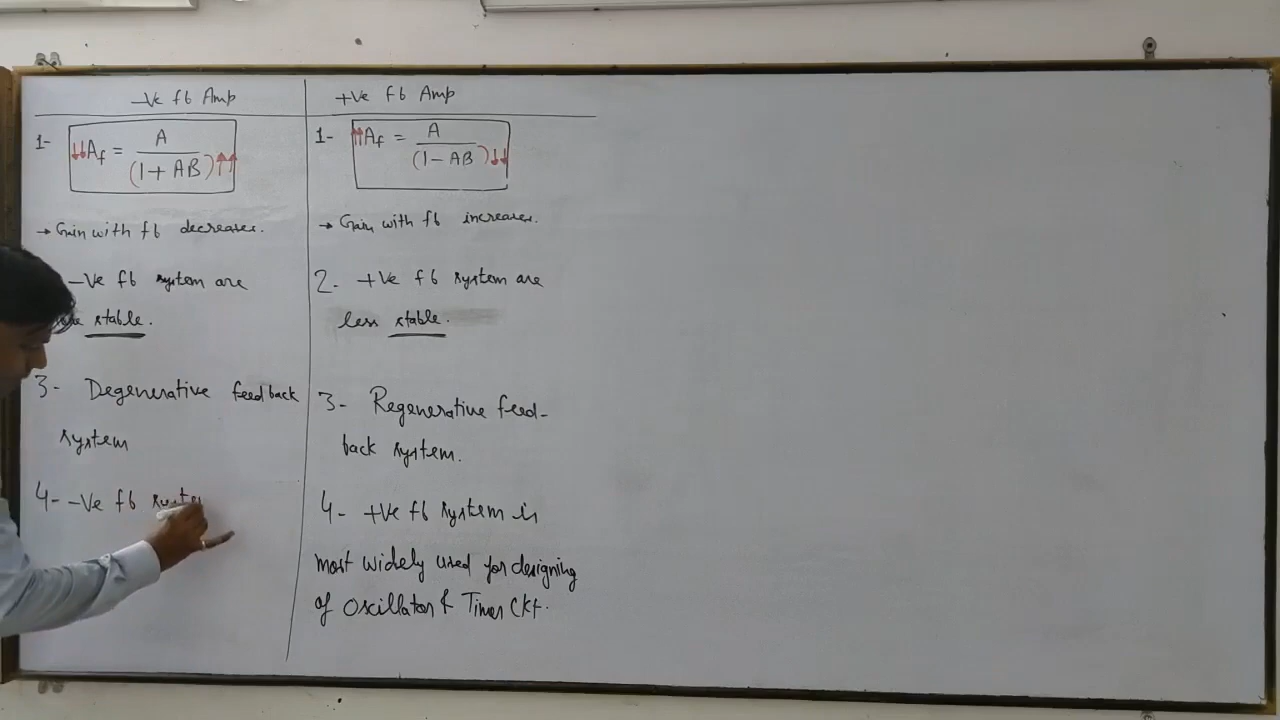 -Ve fb Amp
1- ↓↓Af = A / (1 + AB)↑↑
→ Gain with fb decreases.
-Ve fb system are
stable.
3- Degenerative feedback
system
4- -Ve fb syste
+Ve fb Amp
1- ↑↑Af = A / (1 - AB)↓↓
→ Gain with fb increases.
2. +Ve fb system are
less stable.
3- Regenerative feed-
back system.
4- +Ve fb system is
most widely used for designing
of Oscillator & Timer Ckt.